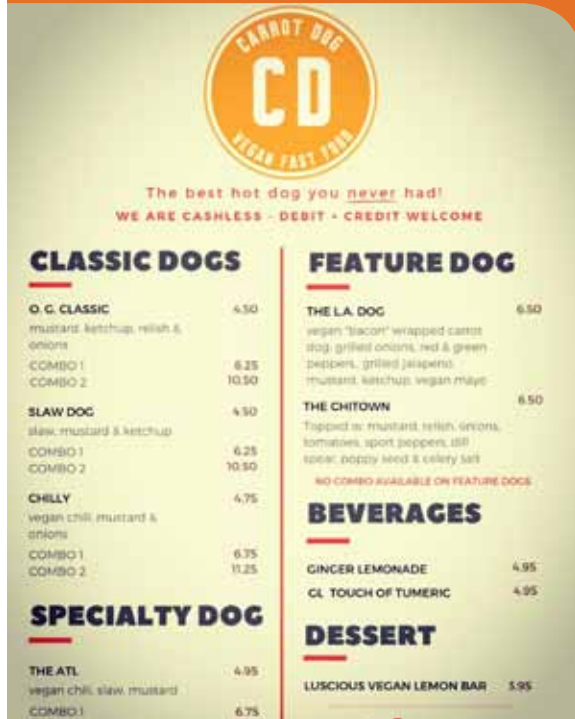 CARROT DOG
CD
VEGAN FAST FOOD
The best hot dog you never had!
WE ARE CASHLESS - DEBIT + CREDIT WELCOME
CLASSIC DOGS
O. G. CLASSIC 4.50
mustard, ketchup, relish &
onions
COMBO 1 6.25
COMBO 2 10.50
SLAW DOG 4.50
slaw, mustard & ketchup
COMBO 1 6.25
COMBO 2 10.50
CHILLY 4.75
vegan chili, mustard &
onions
COMBO 1 6.75
COMBO 2 11.25
SPECIALTY DOG
THE ATL 4.95
vegan chili, slaw, mustard
COMBO 1 6.75
FEATURE DOG
THE L.A. DOG 6.50
vegan "bacon" wrapped carrot
dog, grilled onions, red & green
peppers, grilled jalapeno,
mustard, ketchup, vegan mayo
THE CHITOWN 6.50
Topped w. mustard, relish, onions,
tomatoes, sport peppers, dill
spear, poppy seed & celery salt
NO COMBO AVAILABLE ON FEATURE DOGS
BEVERAGES
GINGER LEMONADE 4.95
GL TOUCH OF TUMERIC 4.95
DESSERT
LUSCIOUS VEGAN LEMON BAR 3.95